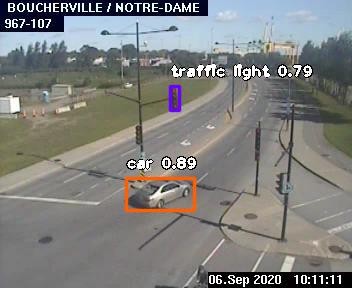 BOUCHERVILLE / NOTRE-DAME
967-107
traffic light 0.79
car 0.89
06.Sep 2020 10:11:11